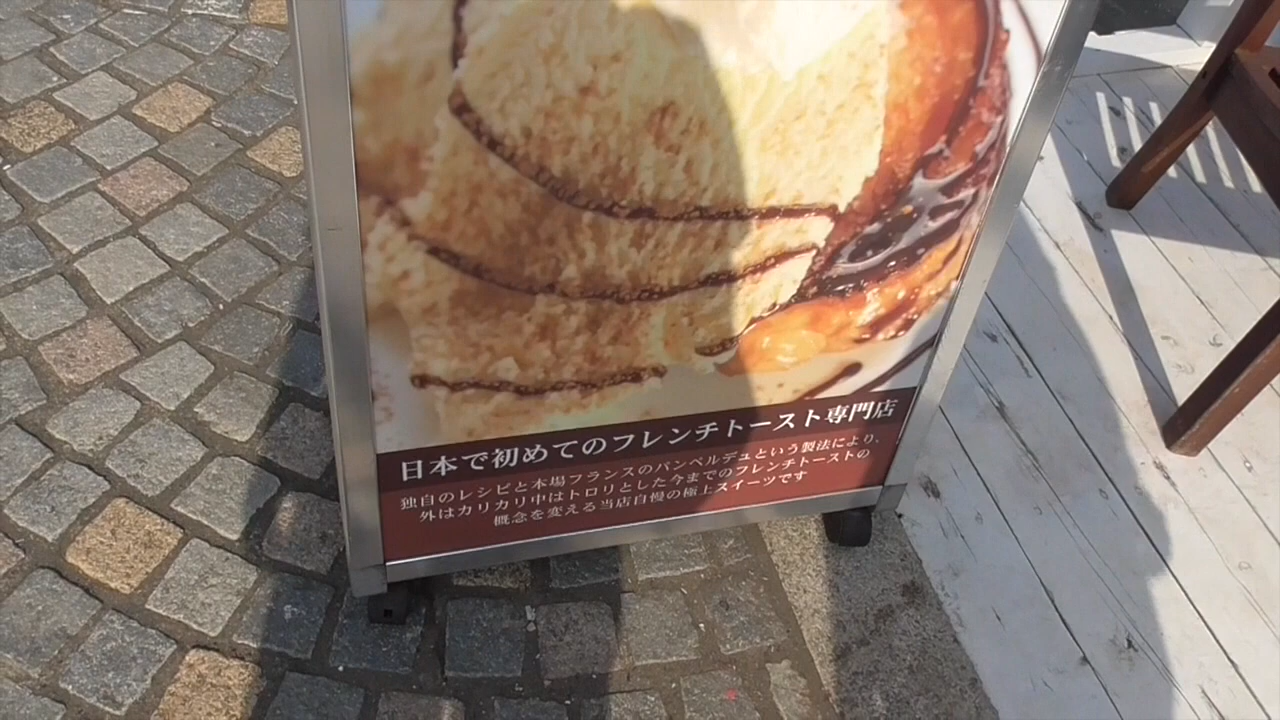 日本で初めてのフレンチトースト専門店
独自のレシピと本場フランスのパンペルデュという製法により、
外はカリカリ中はトロリとした今までのフレンチトーストの
概念を変える当店自慢の極上スイーツです